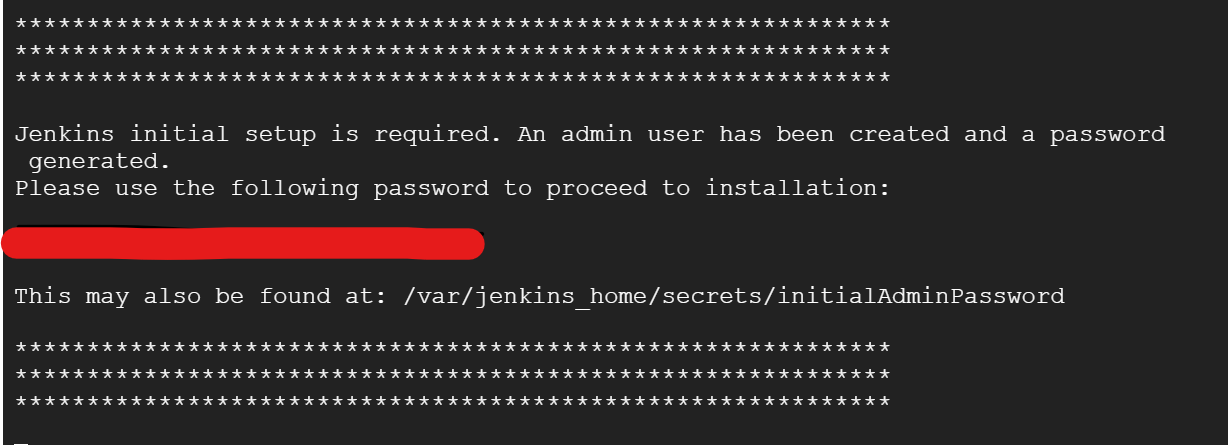 *************************************************************
*************************************************************
*************************************************************
Jenkins initial setup is required. An admin user has been created and a password
generated.
Please use the following password to proceed to installation:
This may also be found at: /var/jenkins_home/secrets/initialAdminPassword
*************************************************************
*************************************************************
*************************************************************